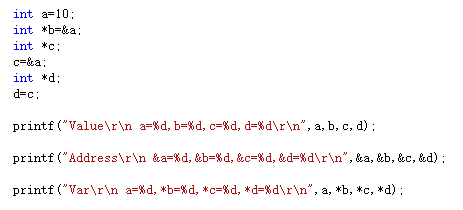 int a=10;
int *b=&a;
int *c;
c=&a;
int *d;
d=c;
printf("Value\r\n a=%d,b=%d,c=%d,d=%d\r\n",a,b,c,d);
printf("Address\r\n &a=%d,&b=%d,&c=%d,&d=%d\r\n",&a,&b,&c,&d);
printf("Var\r\n a=%d,*b=%d,*c=%d,*d=%d\r\n",a,*b,*c,*d);